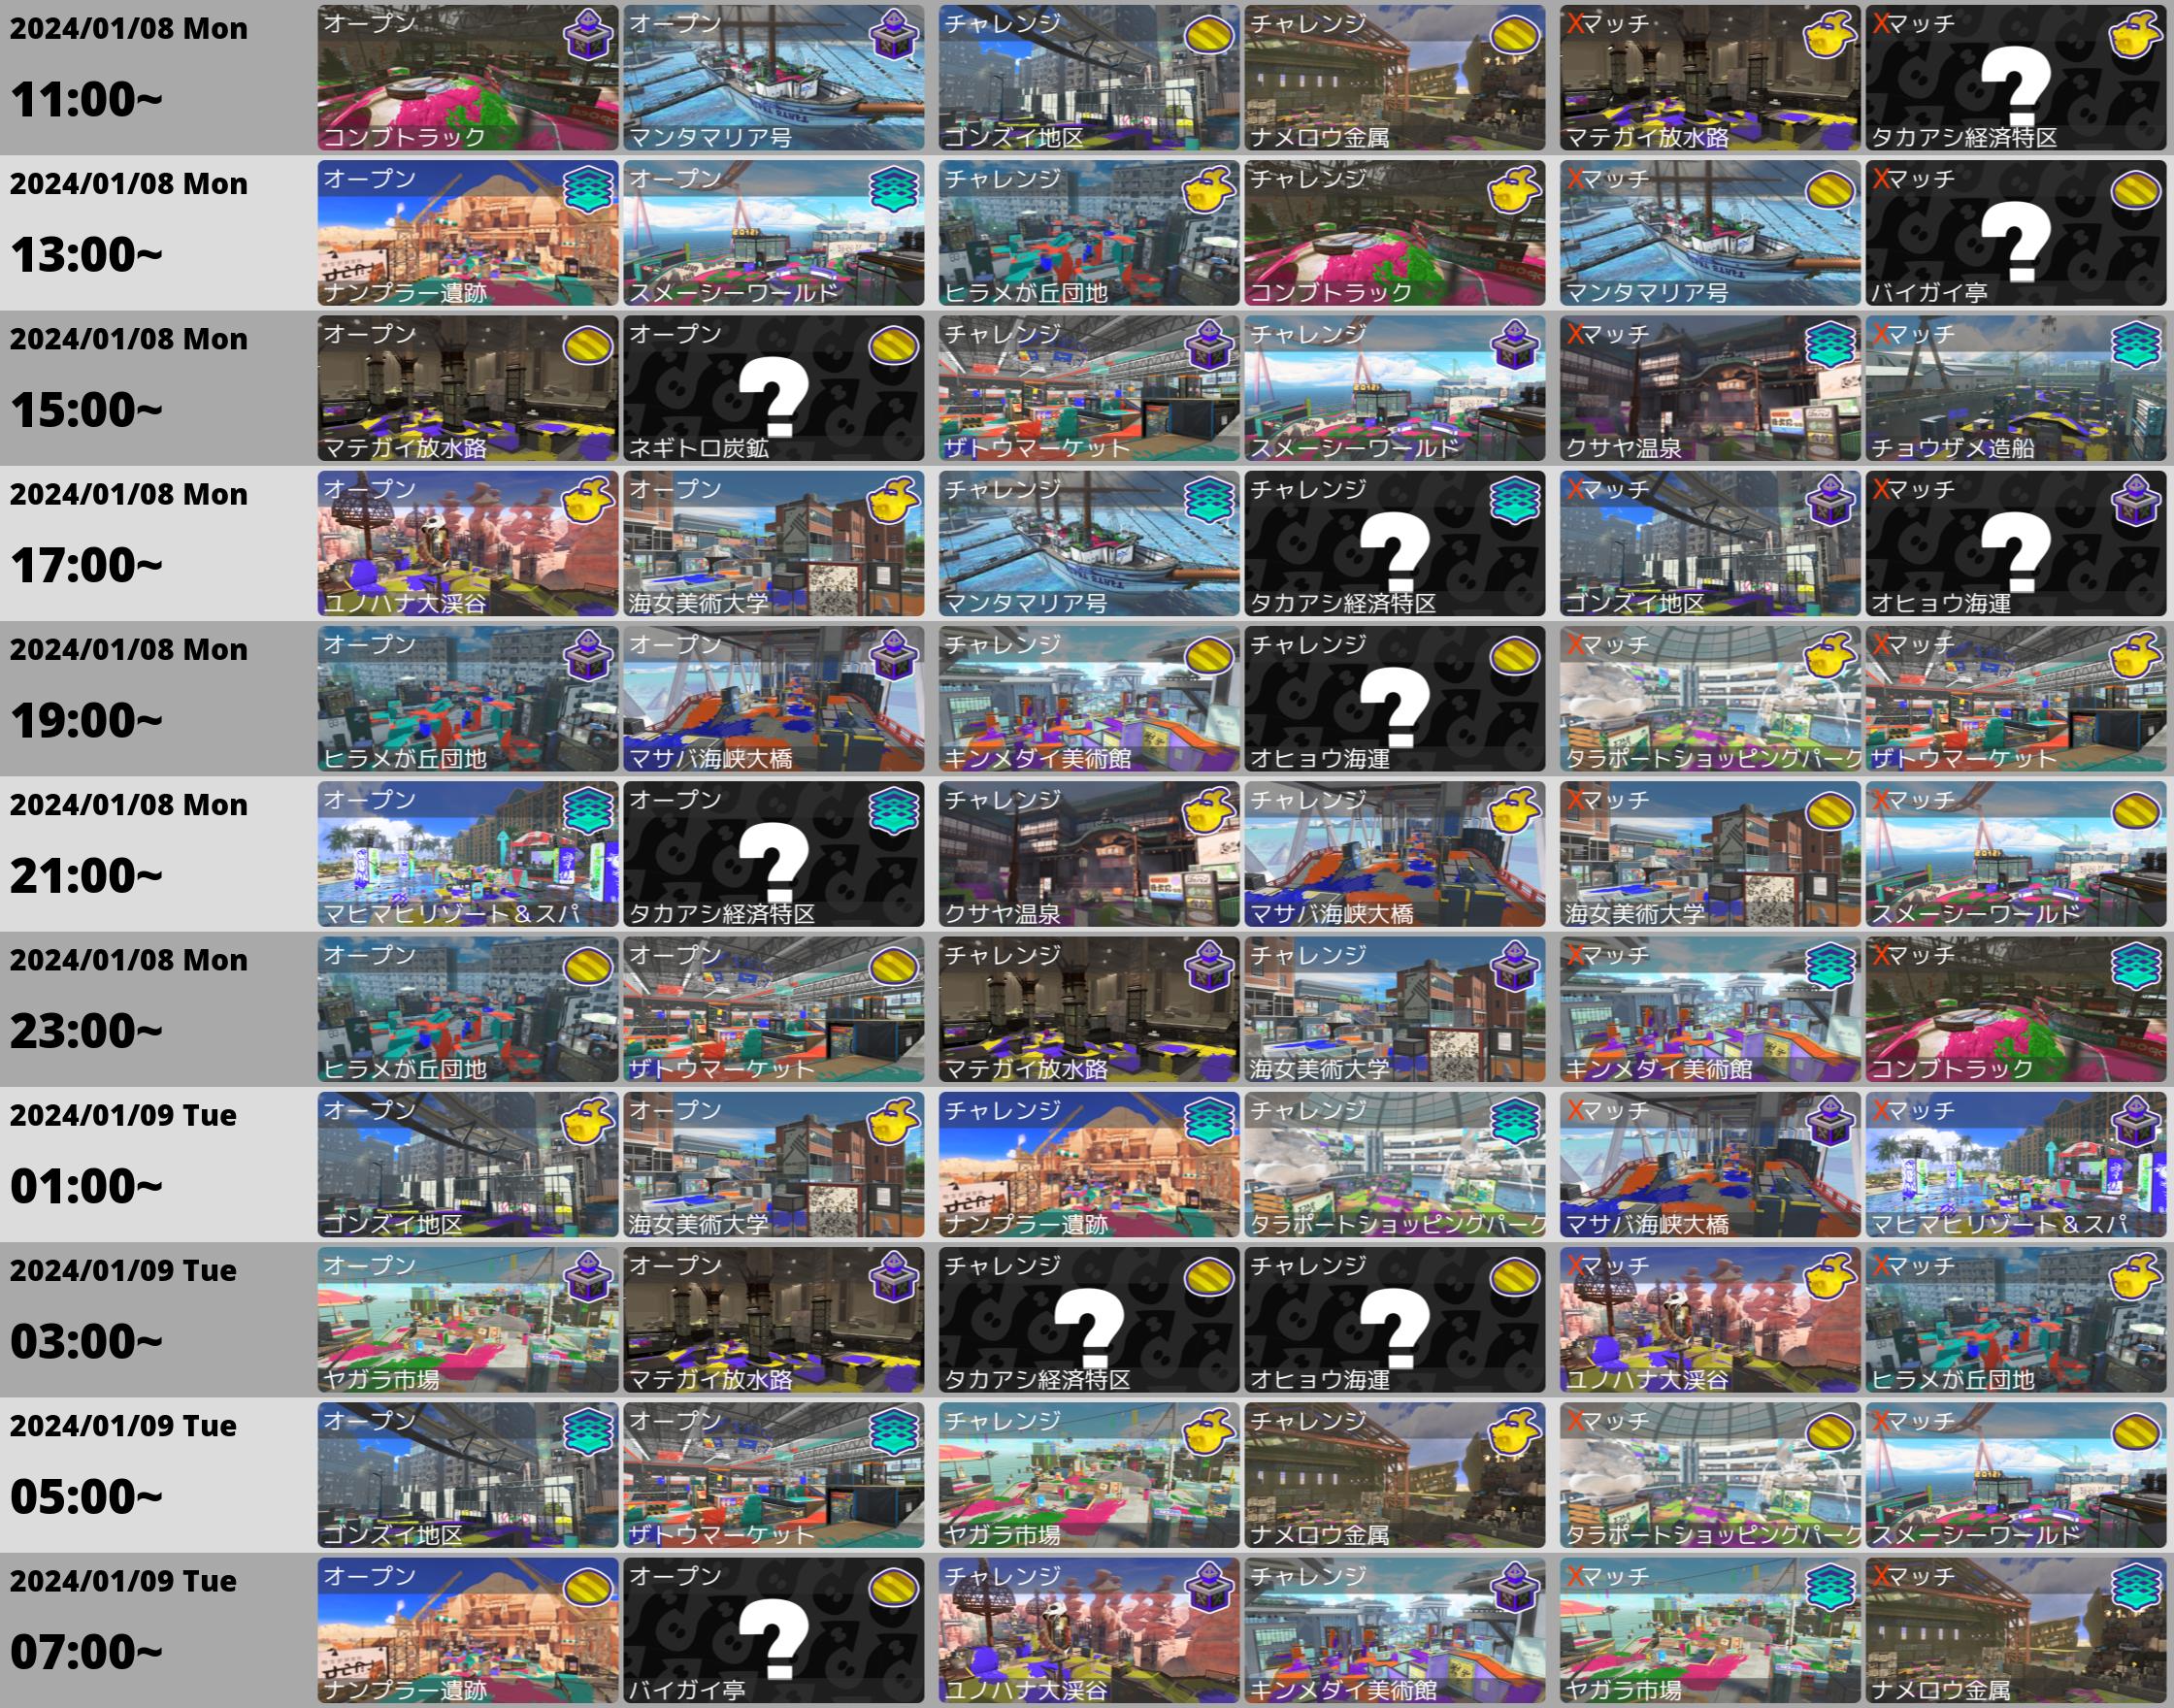 2024/01/08 Mon
11:00~
オープン オープン チャレンジ チャレンジ Xマッチ Xマッチ
コンブトラック マンタマリア号 ゴンズイ地区 ナメロウ金属 マテガイ放水路 タカアシ経済特区
2024/01/08 Mon
13:00~
オープン オープン チャレンジ チャレンジ Xマッチ Xマッチ
ナンプラー遺跡 スメーシーワールド ヒラメが丘団地 コンブトラック マンタマリア号 バイガイ亭
2024/01/08 Mon
15:00~
オープン オープン チャレンジ チャレンジ Xマッチ Xマッチ
マテガイ放水路 ネギトロ炭鉱 ザトウマーケット スメーシーワールド クサヤ温泉 チョウザメ造船
2024/01/08 Mon
17:00~
オープン オープン チャレンジ チャレンジ Xマッチ Xマッチ
ユノハナ大渓谷 海女美術大学 マンタマリア号 タカアシ経済特区 ゴンズイ地区 オヒョウ海運
2024/01/08 Mon
19:00~
オープン オープン チャレンジ チャレンジ Xマッチ Xマッチ
ヒラメが丘団地 マサバ海峡大橋 キンメダイ美術館 オヒョウ海運 タラポートショッピングパーク ザトウマーケット
2024/01/08 Mon
21:00~
オープン オープン チャレンジ チャレンジ Xマッチ Xマッチ
マヒマヒリゾート＆スパ タカアシ経済特区 クサヤ温泉 マサバ海峡大橋 海女美術大学 スメーシーワールド
2024/01/08 Mon
23:00~
オープン オープン チャレンジ チャレンジ Xマッチ Xマッチ
ヒラメが丘団地 ザトウマーケット マテガイ放水路 海女美術大学 キンメダイ美術館 コンブトラック
2024/01/09 Tue
01:00~
オープン オープン チャレンジ チャレンジ Xマッチ Xマッチ
ゴンズイ地区 海女美術大学 ナンプラー遺跡 タラポートショッピングパーク マサバ海峡大橋 マヒマヒリゾート＆スパ
2024/01/09 Tue
03:00~
オープン オープン チャレンジ チャレンジ Xマッチ Xマッチ
ヤガラ市場 マテガイ放水路 タカアシ経済特区 オヒョウ海運 ユノハナ大渓谷 ヒラメが丘団地
2024/01/09 Tue
05:00~
オープン オープン チャレンジ チャレンジ Xマッチ Xマッチ
ゴンズイ地区 ザトウマーケット ヤガラ市場 ナメロウ金属 タラポートショッピングパーク スメーシーワールド
2024/01/09 Tue
07:00~
オープン オープン チャレンジ チャレンジ Xマッチ Xマッチ
ナンプラー遺跡 バイガイ亭 ユノハナ大渓谷 キンメダイ美術館 ヤガラ市場 ナメロウ金属